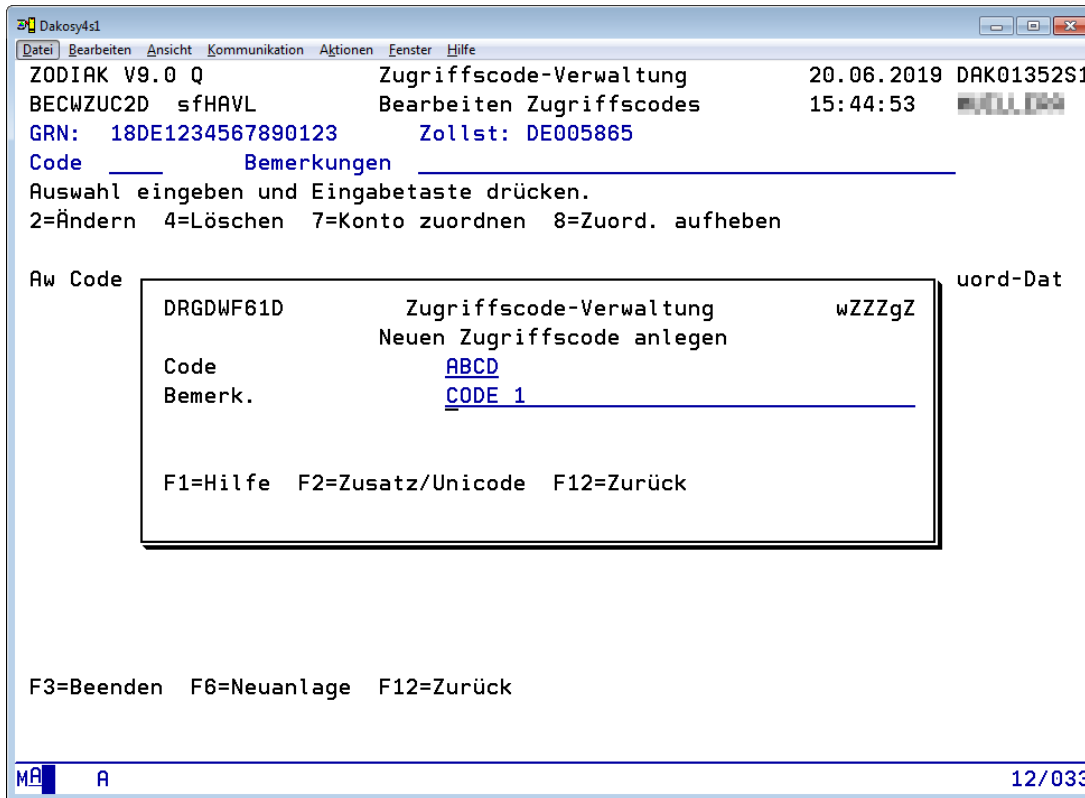 Dakosy4s1
Datei Bearbeiten Ansicht Kommunikation Aktionen Fenster Hilfe
ZODIAK V9.0 Q Zugriffscode-Verwaltung 20.06.2019 DAK01352S1
BECWZUC2D sfHAVL Bearbeiten Zugriffscodes 15:44:53
GRN: 18DE1234567890123 Zollst: DE005865
Code Bemerkungen
Auswahl eingeben und Eingabetaste drücken.
2=Ändern 4=Löschen 7=Konto zuordnen 8=Zuord. aufheben
Aw Code uord-Dat
DRGDWF61D Zugriffscode-Verwaltung wZZZgZ
Neuen Zugriffscode anlegen
Code ABCD
Bemerk. CODE 1
F1=Hilfe F2=Zusatz/Unicode F12=Zurück
F3=Beenden F6=Neuanlage F12=Zurück
MA A 12/033